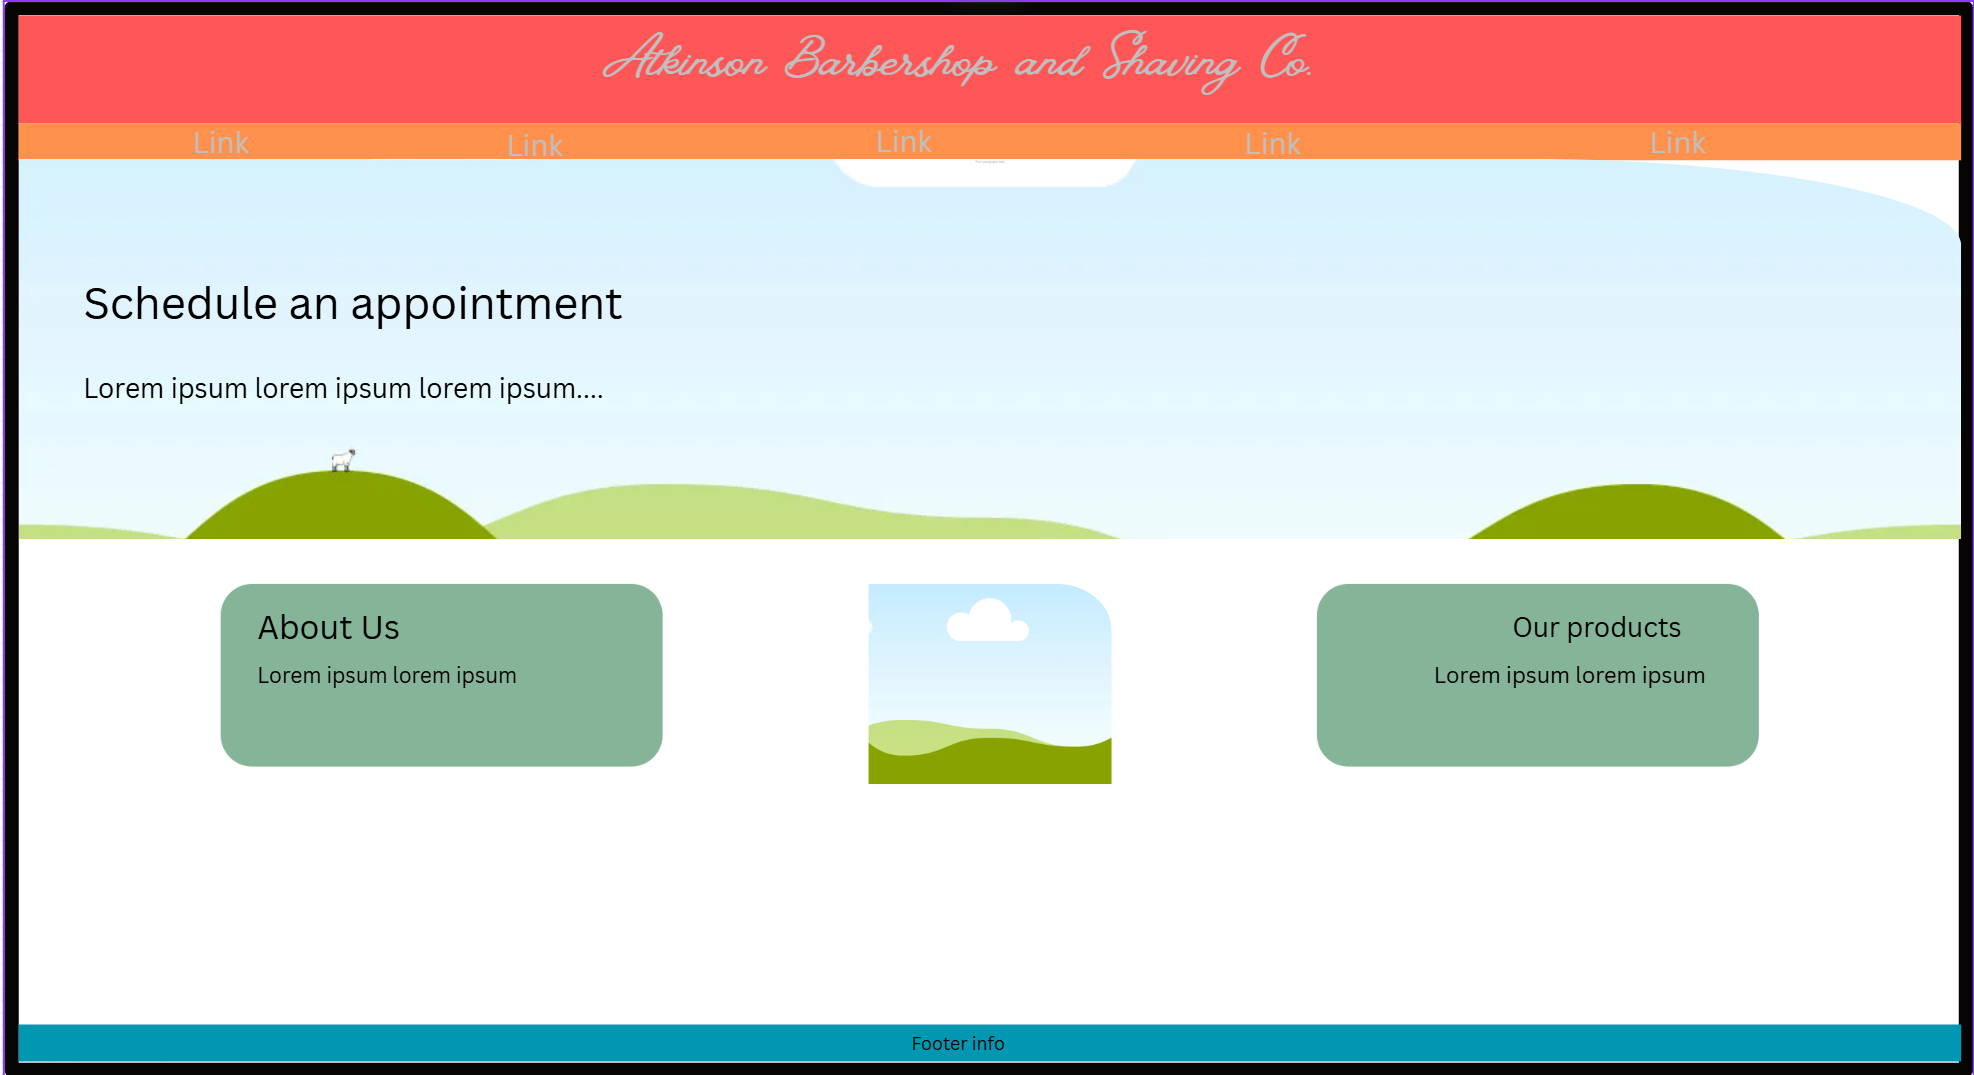 Atkinson Barbershop and Shaving Co.
Link Link Link Link Link
Schedule an appointment
Lorem ipsum lorem ipsum lorem ipsum....
About Us
Lorem ipsum lorem ipsum
Our products
Lorem ipsum lorem ipsum
Footer info